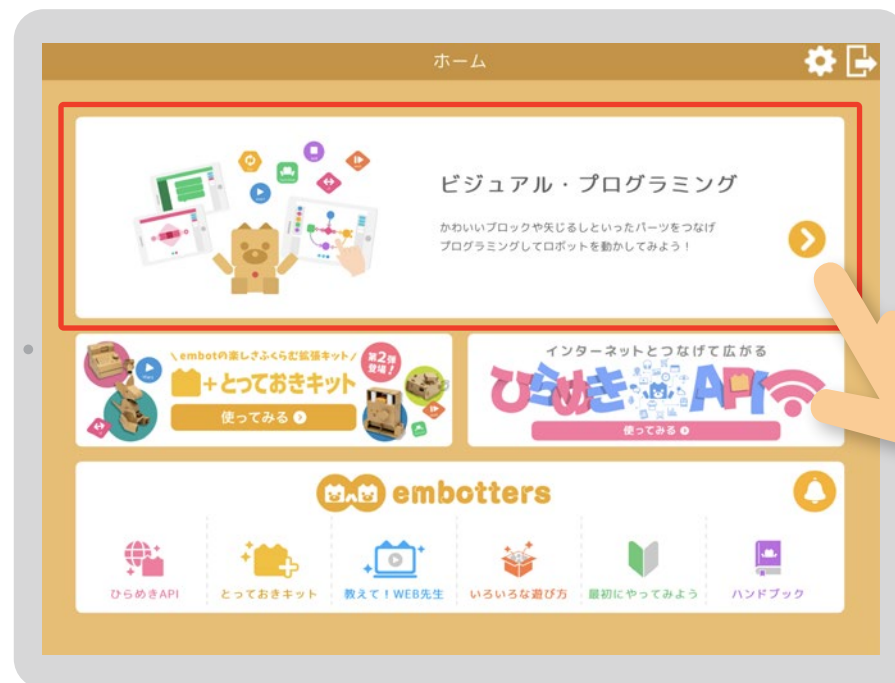 ホーム
ビジュアル・プログラミング
かわいいブロックや矢じるしといったパーツをつなげ
プログラミングしてロボットを動かしてみよう！
embotの楽しさふくらむ拡張キット
第2弾
登場！
+とっておきキット
使ってみる
インターネットとつなげて広がる
ひらめきAPI
使ってみる
embotters
ひらめきAPI
とっておきキット
教えて！WEB先生
いろいろな遊び方
最初にやってみよう
ハンドブック